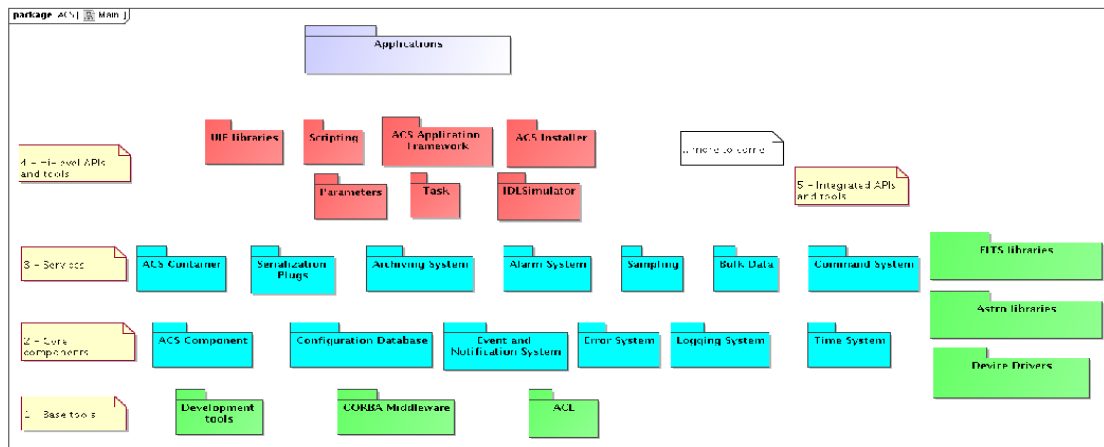 package ACS [ Main ]
Applications
UIF libraries
Scripting
ACS Application
Framework
ACS Installer
4 - Hi-level APIs
and tools
... more to come
Parameters
Task
IDLSimulator
5 - Integrated APIs
and tools
3 - Services
ACS Container
Serialization
Plugs
Archiving System
Alarm System
Sampling
Bulk Data
Command System
FITS libraries
Astro libraries
2 - Core
components
ACS Component
Configuration Database
Event and
Notification System
Error System
Logging System
Time System
Device Drivers
1 - Base tools
Development
tools
CORBA Middleware